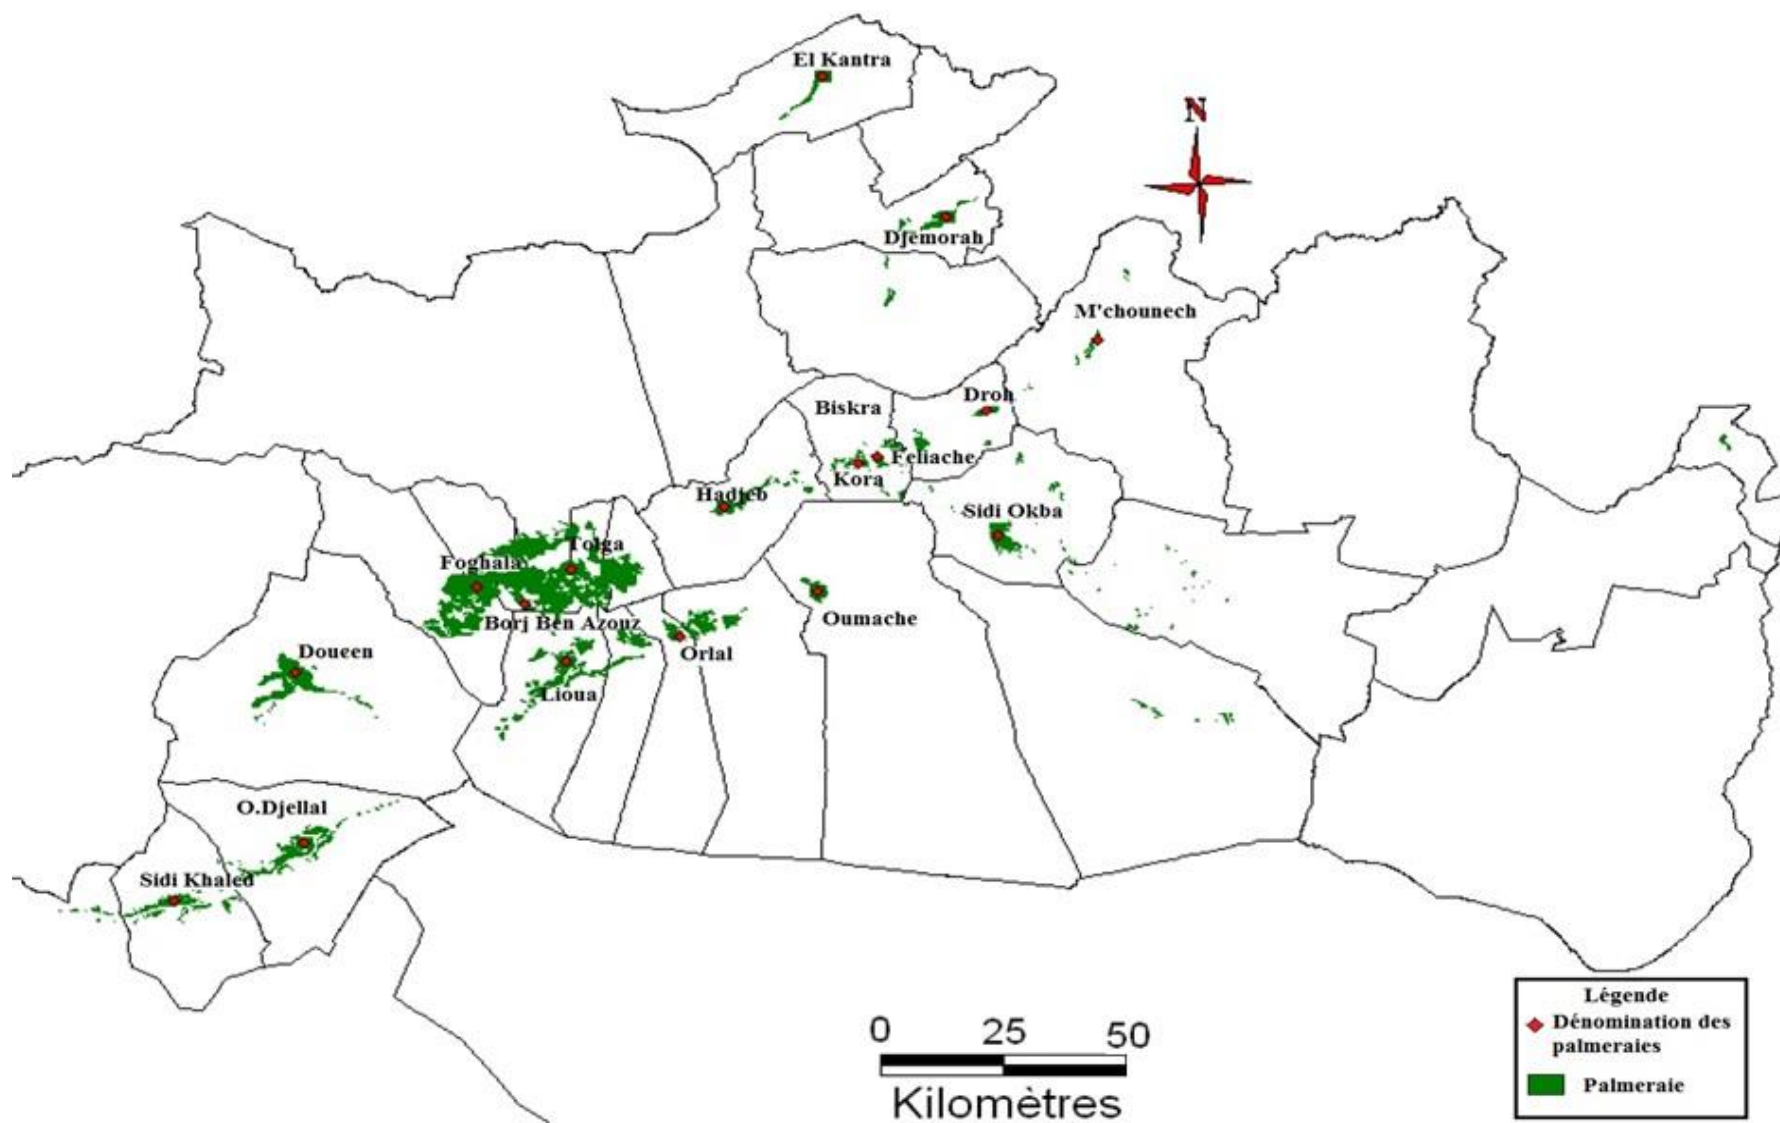 El Kantra
N
Djemorah
M'chounech
Droh
Biskra
Feliache
Kora
Hadjeb
Sidi Okba
Tolga
Foghala
Oumache
Borj Ben Azouz
Orlal
Doueen
Lioua
O.Djellal
Sidi Khaled
Légende
Dénomination des
palmeraies
Palmeraie
0 25 50
Kilomètres